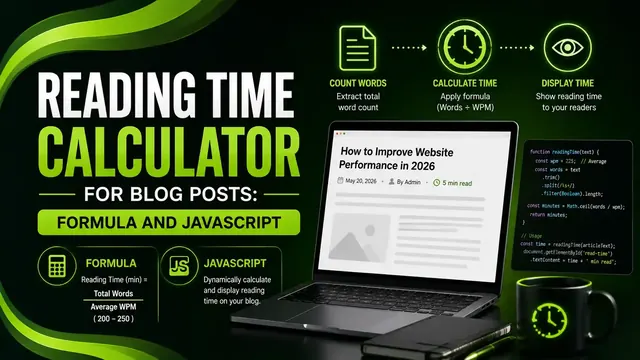 READING TIME
CALCULATOR
FOR BLOG POSTS:
FORMULA AND JAVASCRIPT
FORMULA
Reading Time (min) =
Total Words
Average WPM
( 200 – 250 )
JS
JAVASCRIPT
Dynamically calculate
and display reading
time on your blog.
COUNT WORDS
Extract total
word count
CALCULATE TIME
Apply formula
(Words ÷ WPM)
DISPLAY TIME
Show reading time
to your readers
How to Improve Website
Performance in 2026
May 20, 2026 • By Admin • 5 min read
function readingTime(text) {
const wpm = 225; // Average
const words = text
.trim()
.split(/\s+/)
.filter(Boolean).length;
const minutes = Math.ceil(words / wpm);
return minutes;
}
// Usage
const time = readingTime(articleText);
document.getElementById('read-time')
.textContent = time + ' min read';